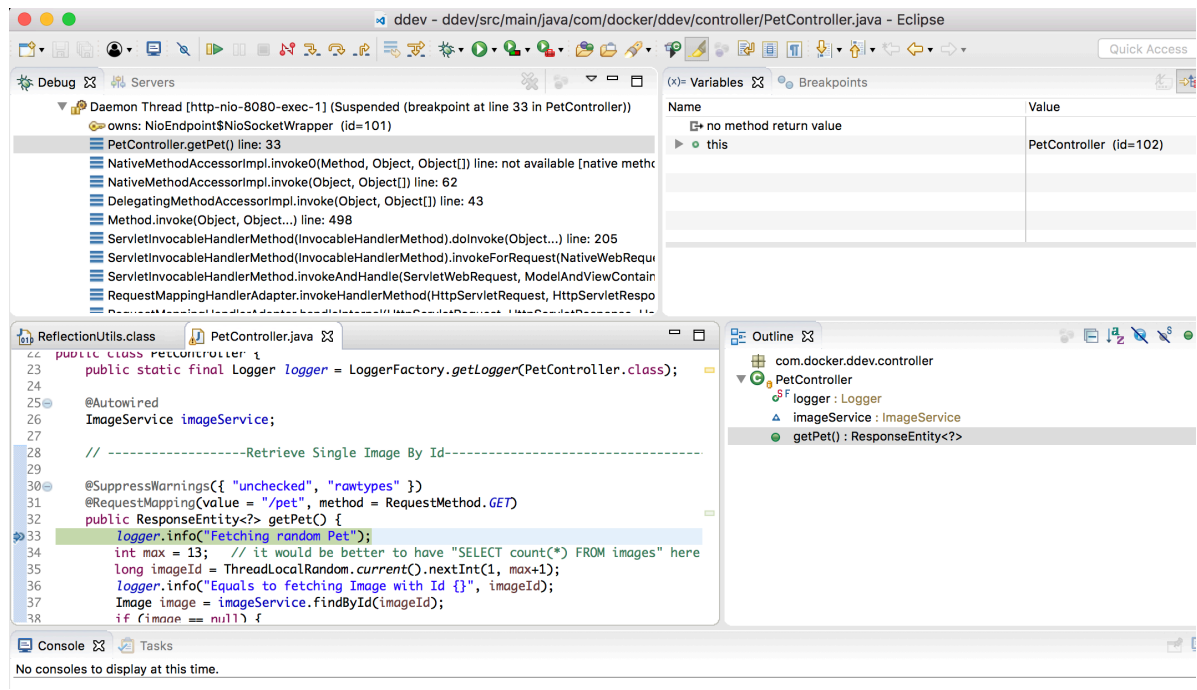 ddev - ddev/src/main/java/com/docker/ddev/controller/PetController.java - Eclipse
Quick Access
Debug
Servers
Daemon Thread [http-nio-8080-exec-1] (Suspended (breakpoint at line 33 in PetController))
owns: NioEndpoint$NioSocketWrapper (id=101)
PetController.getPet() line: 33
NativeMethodAccessorImpl.invoke0(Method, Object, Object[]) line: not available [native metho
NativeMethodAccessorImpl.invoke(Object, Object[]) line: 62
DelegatingMethodAccessorImpl.invoke(Object, Object[]) line: 43
Method.invoke(Object, Object...) line: 498
ServletInvocableHandlerMethod(InvocableHandlerMethod).doInvoke(Object...) line: 205
ServletInvocableHandlerMethod(InvocableHandlerMethod).invokeForRequest(NativeWebReque
ServletInvocableHandlerMethod.invokeAndHandle(ServletWebRequest, ModelAndViewContain
RequestMappingHandlerAdapter.invokeHandlerMethod(HttpServletRequest, HttpServletRespo
(x)= Variables
Breakpoints
Name Value
no method return value
this PetController (id=102)
ReflectionUtils.class
PetController.java
22 public class PetController {
23 public static final Logger logger = LoggerFactory.getLogger(PetController.class);
24
25 @Autowired
26 ImageService imageService;
27
28 // -------------------Retrieve Single Image By Id------------------------------------
29
30 @SuppressWarnings({ "unchecked", "rawtypes" })
31 @RequestMapping(value = "/pet", method = RequestMethod.GET)
32 public ResponseEntity<?> getPet() {
33 logger.info("Fetching random Pet");
34 int max = 13; // it would be better to have "SELECT count(*) FROM images" here
35 long imageId = ThreadLocalRandom.current().nextInt(1, max+1);
36 logger.info("Equals to fetching Image with Id {}", imageId);
37 Image image = imageService.findById(imageId);
38 if (image == null) {
Outline
com.docker.ddev.controller
PetController
logger : Logger
imageService : ImageService
getPet() : ResponseEntity<?>
Console
Tasks
No consoles to display at this time.